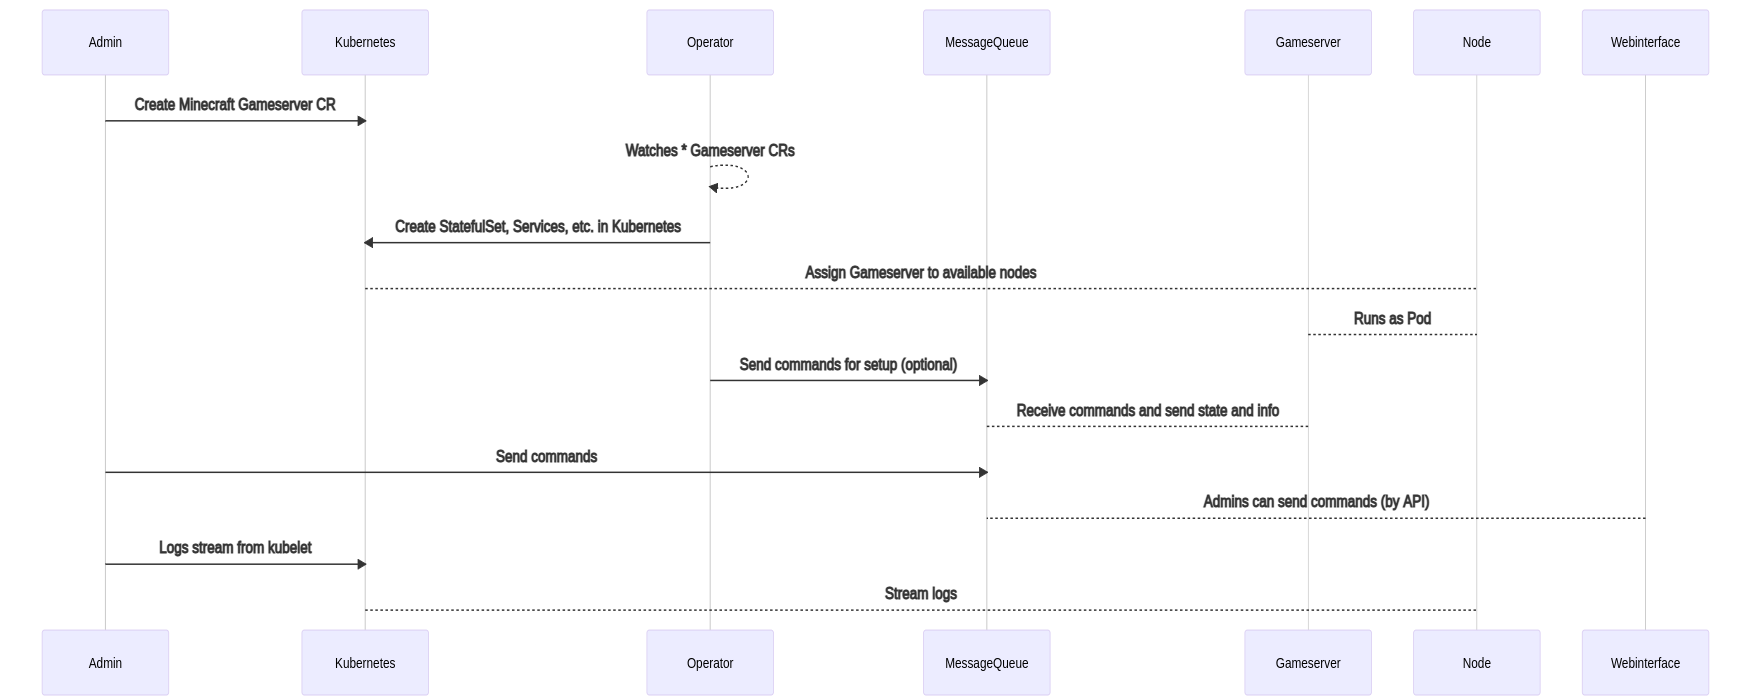 Admin
Kubernetes
Operator
MessageQueue
Gameserver
Node
Webinterface
Create Minecraft Gameserver CR
Watches * Gameserver CRs
Create StatefulSet, Services, etc. in Kubernetes
Assign Gameserver to available nodes
Runs as Pod
Send commands for setup (optional)
Receive commands and send state and info
Send commands
Admins can send commands (by API)
Logs stream from kubelet
Stream logs
Admin
Kubernetes
Operator
MessageQueue
Gameserver
Node
Webinterface